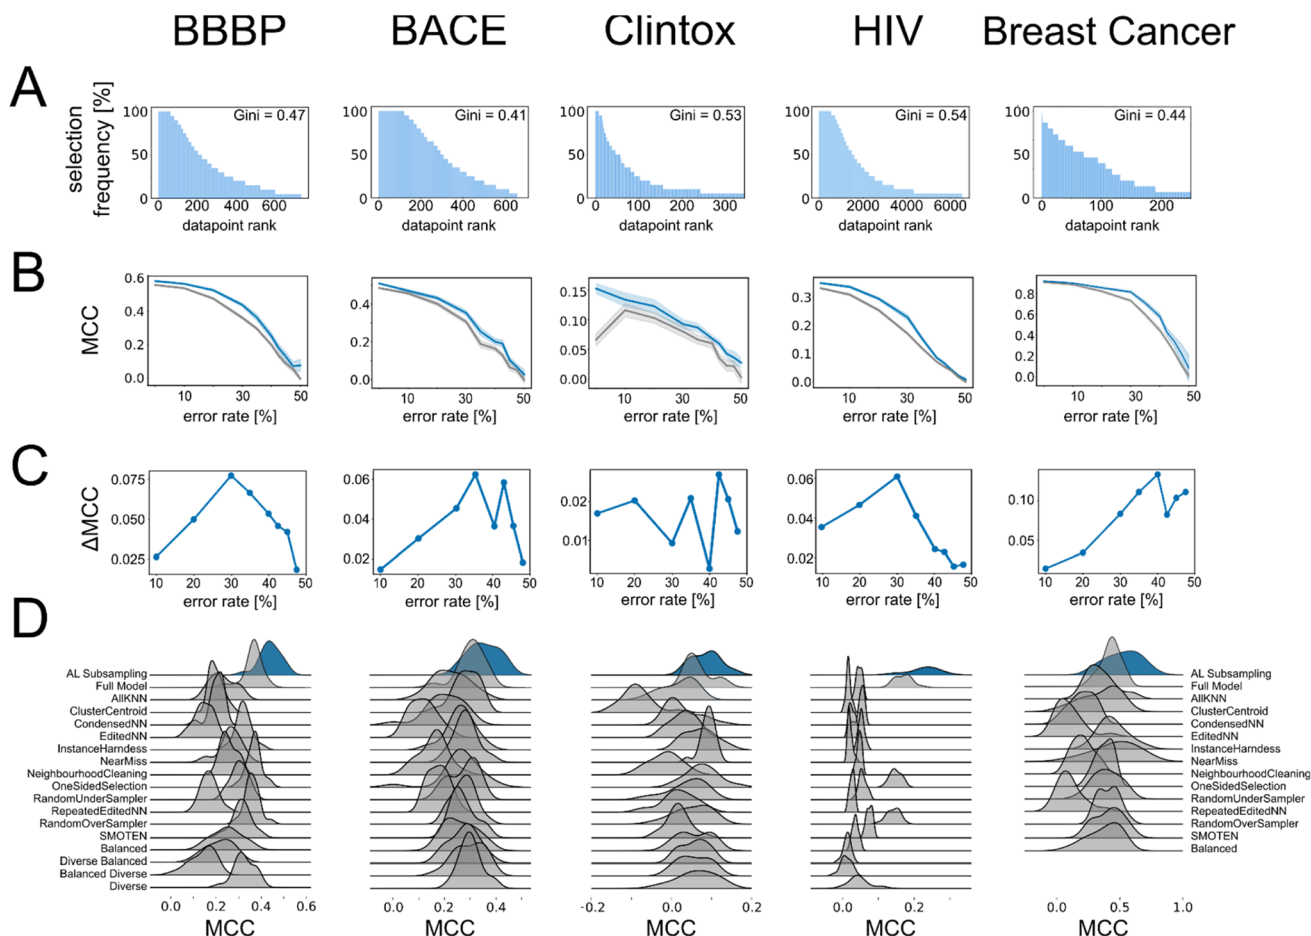 BBBP BACE Clintox HIV Breast Cancer
A
selection frequency [%]
100 50 0
Gini = 0.47
0 200 400 600
datapoint rank
100 50 0
Gini = 0.41
0 200 400 600
datapoint rank
100 50 0
Gini = 0.53
0 100 200 300
datapoint rank
100 50 0
Gini = 0.54
0 2000 4000 6000
datapoint rank
100 50 0
Gini = 0.44
0 100 200
datapoint rank
B
MCC
0.6 0.4 0.2 0.0
10 30 50
error rate [%]
0.4 0.2 0.0
10 30 50
error rate [%]
0.15 0.10 0.05 0.00
10 30 50
error rate [%]
0.3 0.2 0.1 0.0
10 30 50
error rate [%]
0.8 0.6 0.4 0.2 0.0
10 30 50
error rate [%]
C
ΔMCC
0.075 0.050 0.025
10 20 30 40 50
error rate [%]
0.06 0.04 0.02
10 20 30 40 50
error rate [%]
0.02 0.01
10 20 30 40 50
error rate [%]
0.06 0.04 0.02
10 20 30 40 50
error rate [%]
0.10 0.05
10 20 30 40 50
error rate [%]
D
AL Subsampling
Full Model
AllKNN
ClusterCentroid
CondensedNN
EditedNN
InstanceHarndess
NearMiss
NeighbourhoodCleaning
OneSidedSelection
RandomUnderSampler
RepeatedEditedNN
RandomOverSampler
SMOTEN
Balanced
Diverse Balanced
Balanced Diverse
Diverse
0.0 0.2 0.4 0.6
MCC
0.0 0.2 0.4
MCC
-0.2 0.0 0.2
MCC
0.0 0.2
MCC
AL Subsampling
Full Model
AllKNN
ClusterCentroid
CondensedNN
EditedNN
InstanceHarndess
NearMiss
NeighbourhoodCleaning
OneSidedSelection
RandomUnderSampler
RepeatedEditedNN
RandomOverSampler
SMOTEN
Balanced
0.0 0.5 1.0
MCC